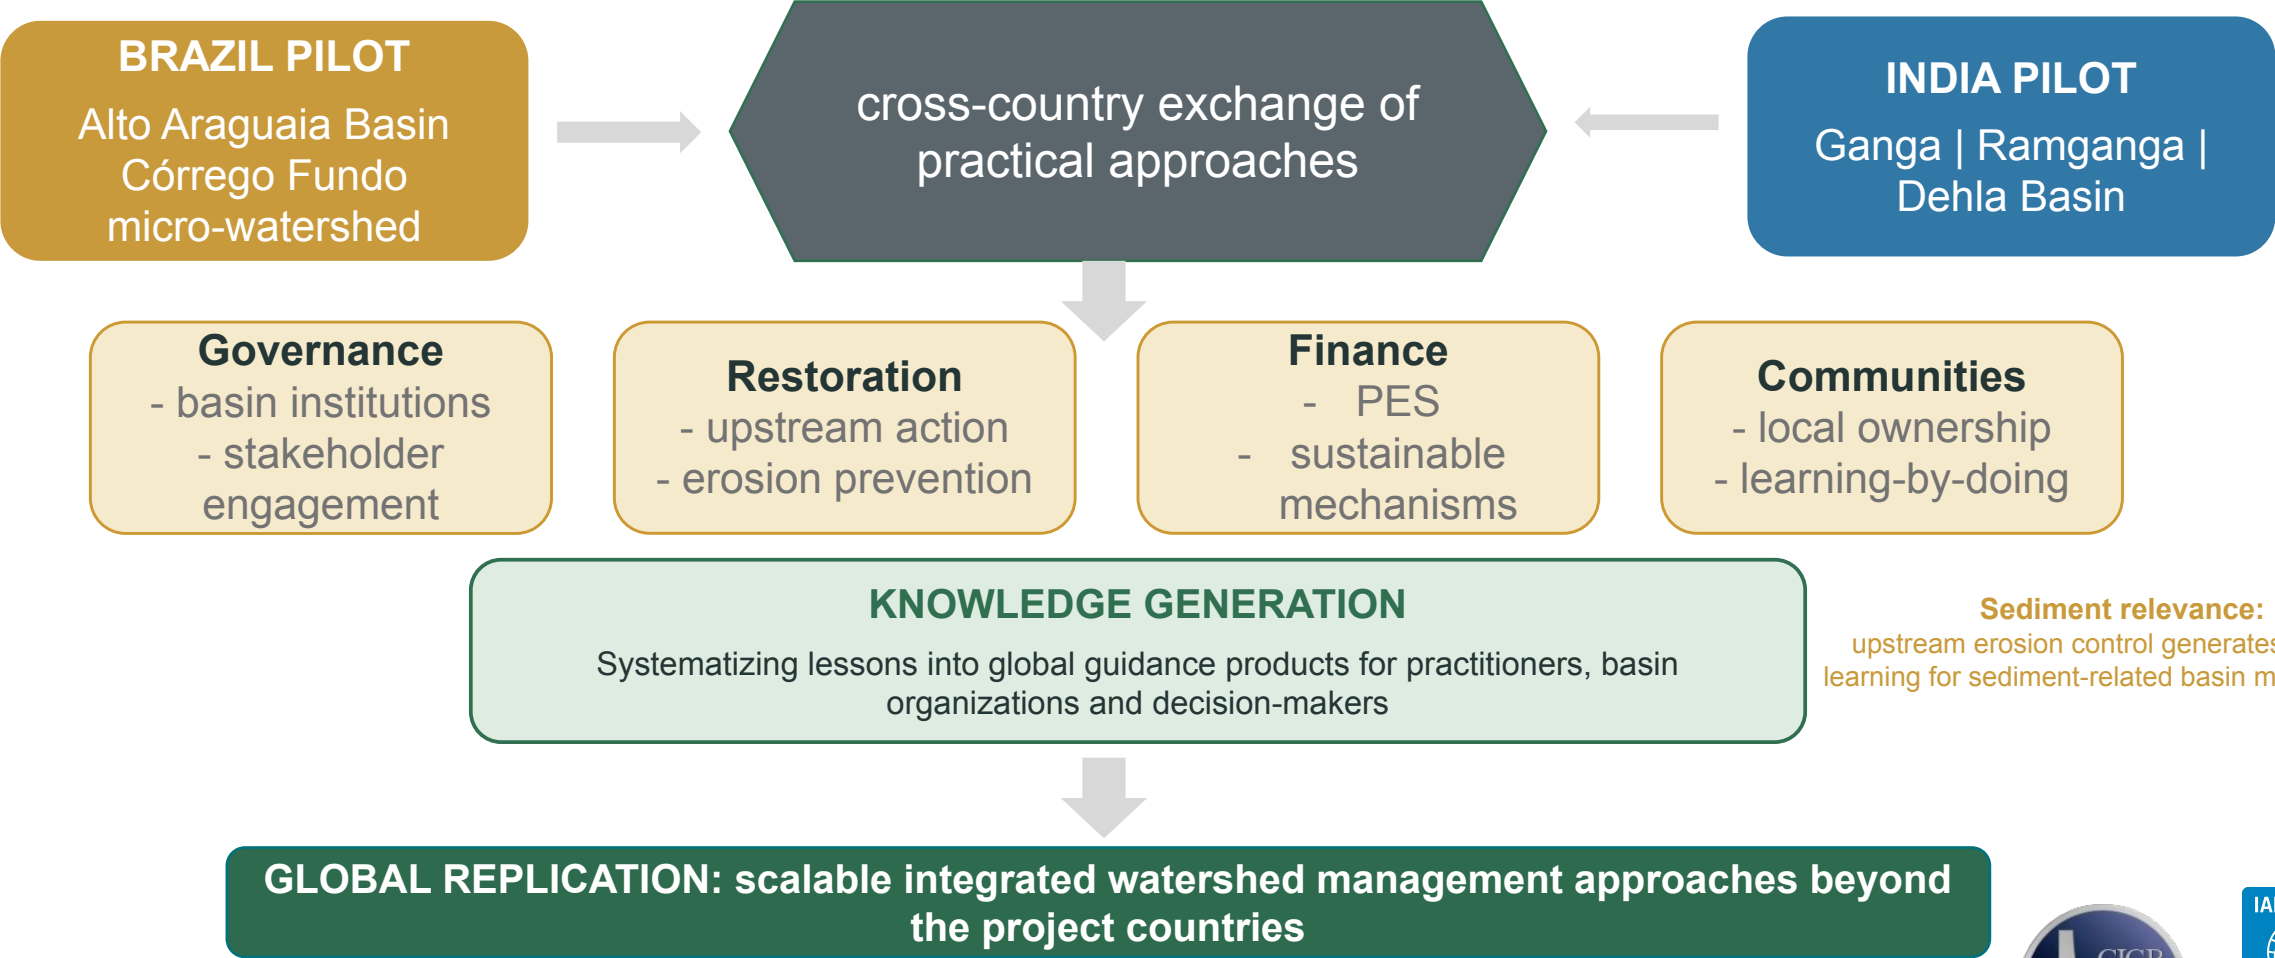 BRAZIL PILOT
Alto Araguaia Basin
Córrego Fundo
micro-watershed
cross-country exchange of
practical approaches
INDIA PILOT
Ganga | Ramganga |
Dehla Basin
Governance
- basin institutions
- stakeholder
engagement
Restoration
- upstream action
- erosion prevention
Finance
- PES
- sustainable
mechanisms
Communities
- local ownership
- learning-by-doing
KNOWLEDGE GENERATION
Systematizing lessons into global guidance products for practitioners, basin
organizations and decision-makers
Sediment relevance:
upstream erosion control generates
learning for sediment-related basin
GLOBAL REPLICATION: scalable integrated watershed management approaches beyond
the project countries